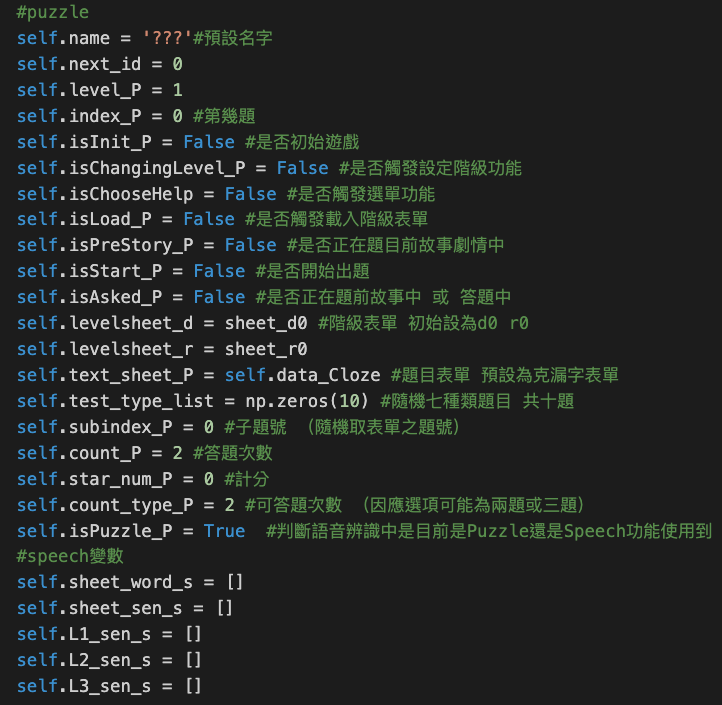 #puzzle
self.name = '???'#預設名字
self.next_id = 0
self.level_P = 1
self.index_P = 0 #第幾題
self.isInit_P = False #是否初始遊戲
self.isChangingLevel_P = False #是否觸發設定階級功能
self.isChooseHelp = False #是否觸發選單功能
self.isLoad_P = False #是否觸發載入階級表單
self.isPreStory_P = False #是否正在題目前故事劇情中
self.isStart_P = False #是否開始出題
self.isAsked_P = False #是否正在題前故事中 或 答題中
self.levelsheet_d = sheet_d0 #階級表單 初始設為d0 r0
self.levelsheet_r = sheet_r0
self.text_sheet_P = self.data_Cloze #題目表單 預設為克漏字表單
self.test_type_list = np.zeros(10) #隨機七種類題目 共十題
self.subindex_P = 0 #子題號 （隨機取表單之題號）
self.count_P = 2 #答題次數
self.star_num_P = 0 #計分
self.count_type_P = 2 #可答題次數 （因應選項可能為兩題或三題）
self.isPuzzle_P = True  #判斷語音辨識中是目前是Puzzle還是Speech功能使用到
#speech變數
self.sheet_word_s = []
self.sheet_sen_s = []
self.L1_sen_s = []
self.L2_sen_s = []
self.L3_sen_s = []